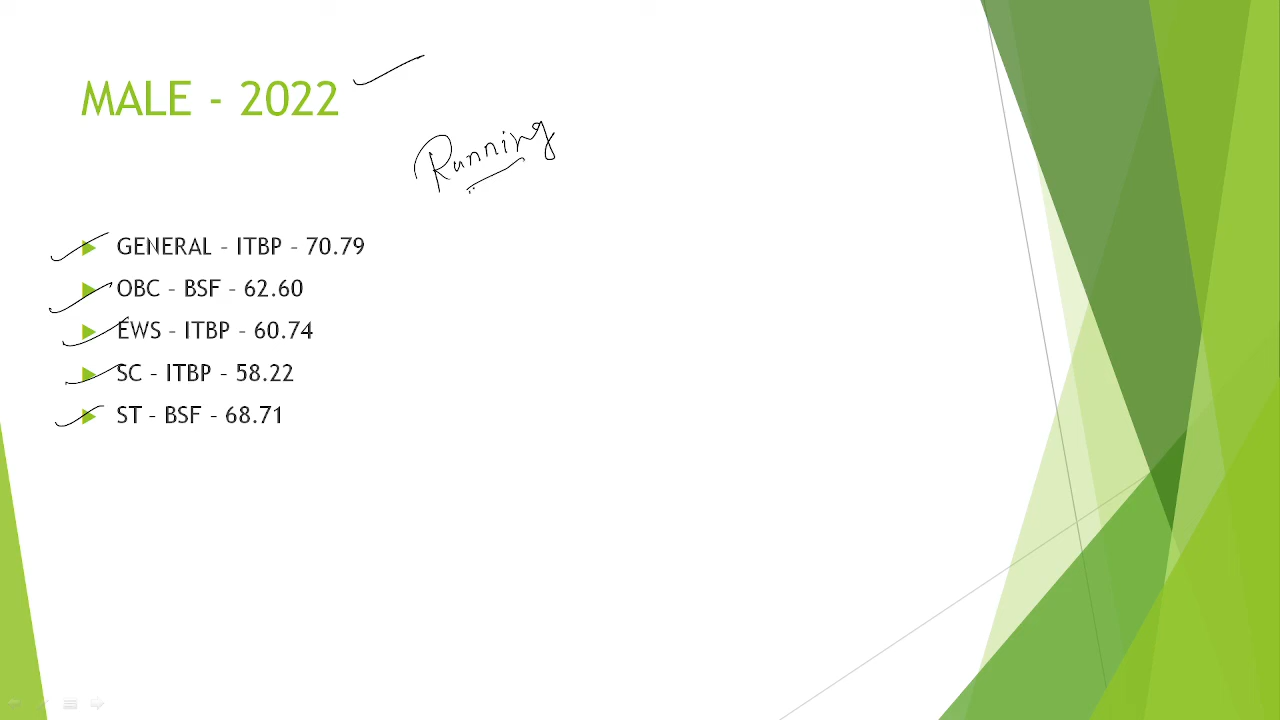 MALE - 2022
Running
GENERAL – ITBP – 70.79
OBC – BSF – 62.60
EWS – ITBP – 60.74
SC – ITBP – 58.22
ST – BSF – 68.71